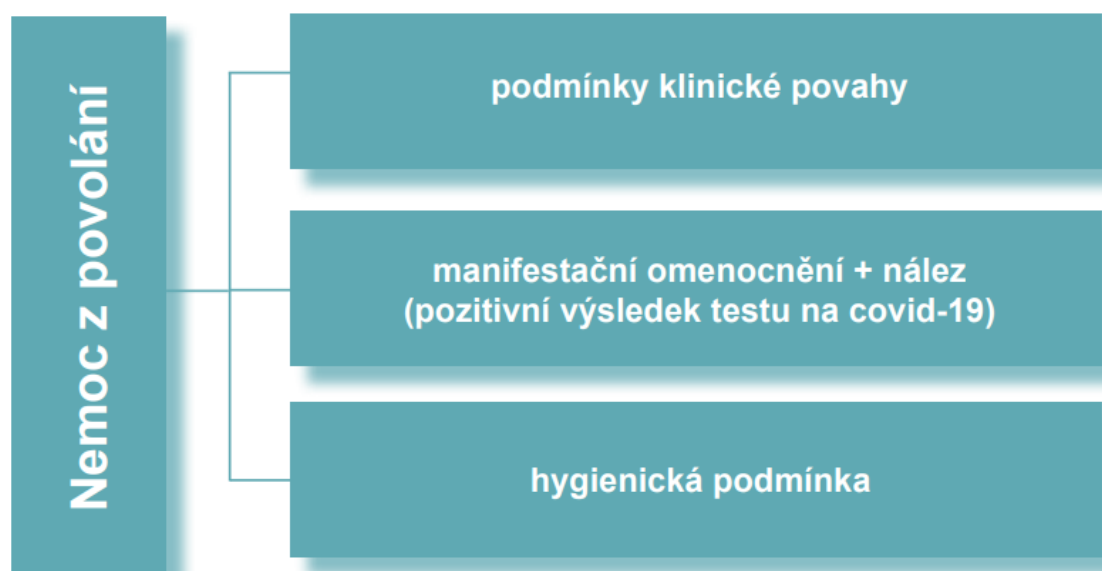 Nemoc z povolání
podmínky klinické povahy
manifestační omenocnění + nález
(pozitivní výsledek testu na covid-19)
hygienická podmínka